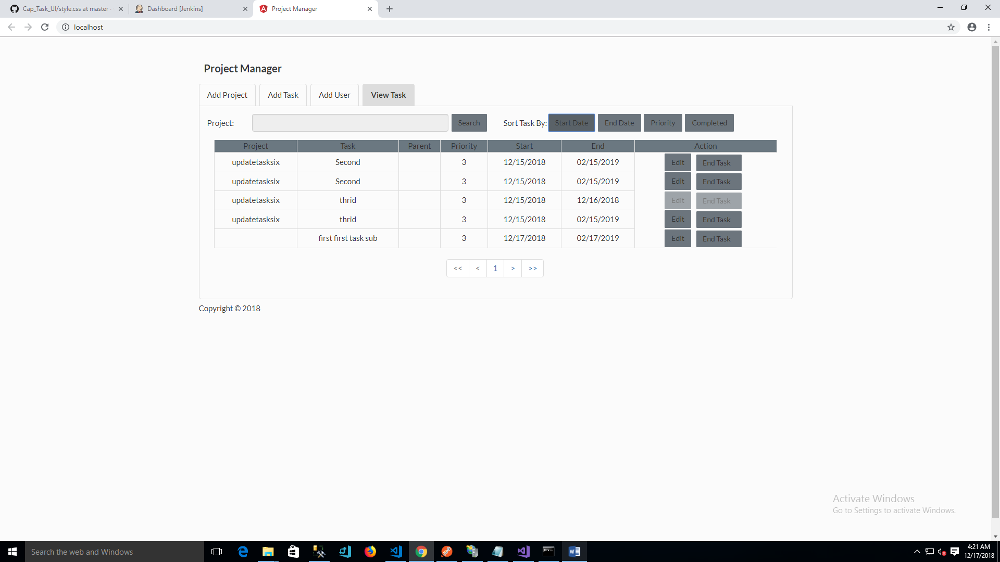 Cap_Task_UI/style.css at master
Dashboard [Jenkins]
Project Manager
localhost
Project Manager
Add Project
Add Task
Add User
View Task
Project:
Search
Sort Task By:
Start Date
End Date
Priority
Completed
Project Task Parent Priority Start End Action
updatetasksix Second 3 12/15/2018 02/15/2019 Edit End Task
updatetasksix Second 3 12/15/2018 02/15/2019 Edit End Task
updatetasksix thrid 3 12/15/2018 12/16/2018 Edit End Task
updatetasksix thrid 3 12/15/2018 02/15/2019 Edit End Task
first first task sub 3 12/17/2018 02/17/2019 Edit End Task
<< < 1 > >>
Copyright © 2018
Activate Windows
Go to Settings to activate Windows.
Search the web and Windows
4:21 AM
12/17/2018